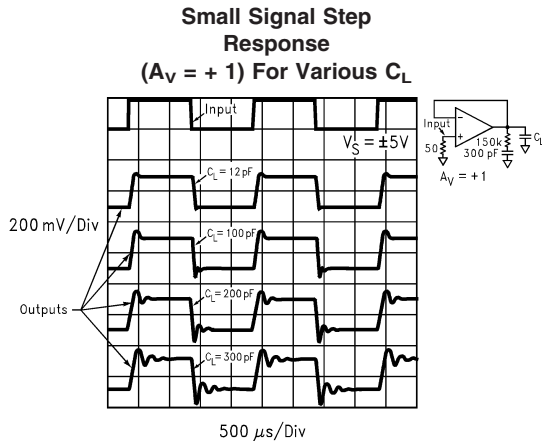 Small Signal Step
Response
(A_V = + 1) For Various C_L
Input
V_S = ±5V
C_L = 12 pF
200 mV/Div
C_L = 100 pF
Outputs
C_L = 200 pF
C_L = 300 pF
500 μs/Div
Input
-
+
50
150k
300 pF
C_L
A_V = +1